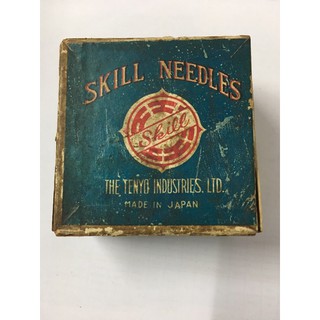 SKILL NEEDLES
Skill
THE TENYO INDUSTRIES. LTD.
MADE IN JAPAN